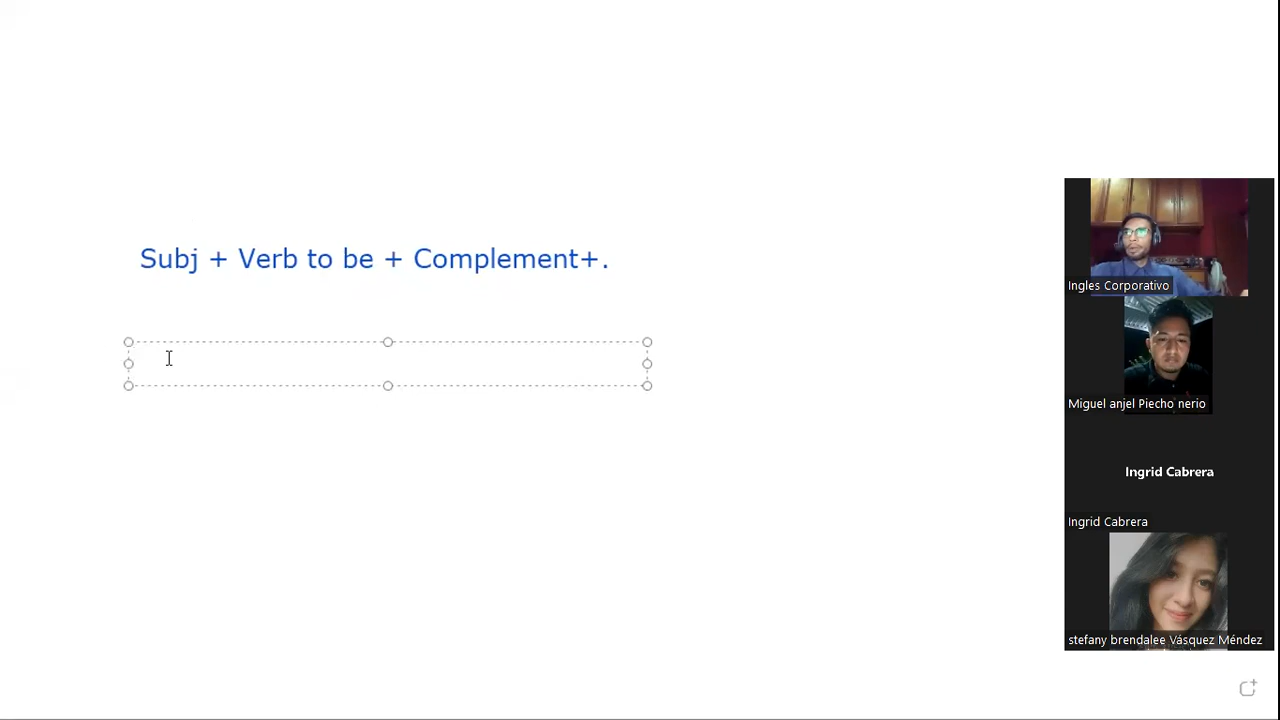 Subj + Verb to be + Complement+.
Ingles Corporativo
Miguel anjel Piecho nerio
Ingrid Cabrera
Ingrid Cabrera
stefany brendalee Vásquez Méndez